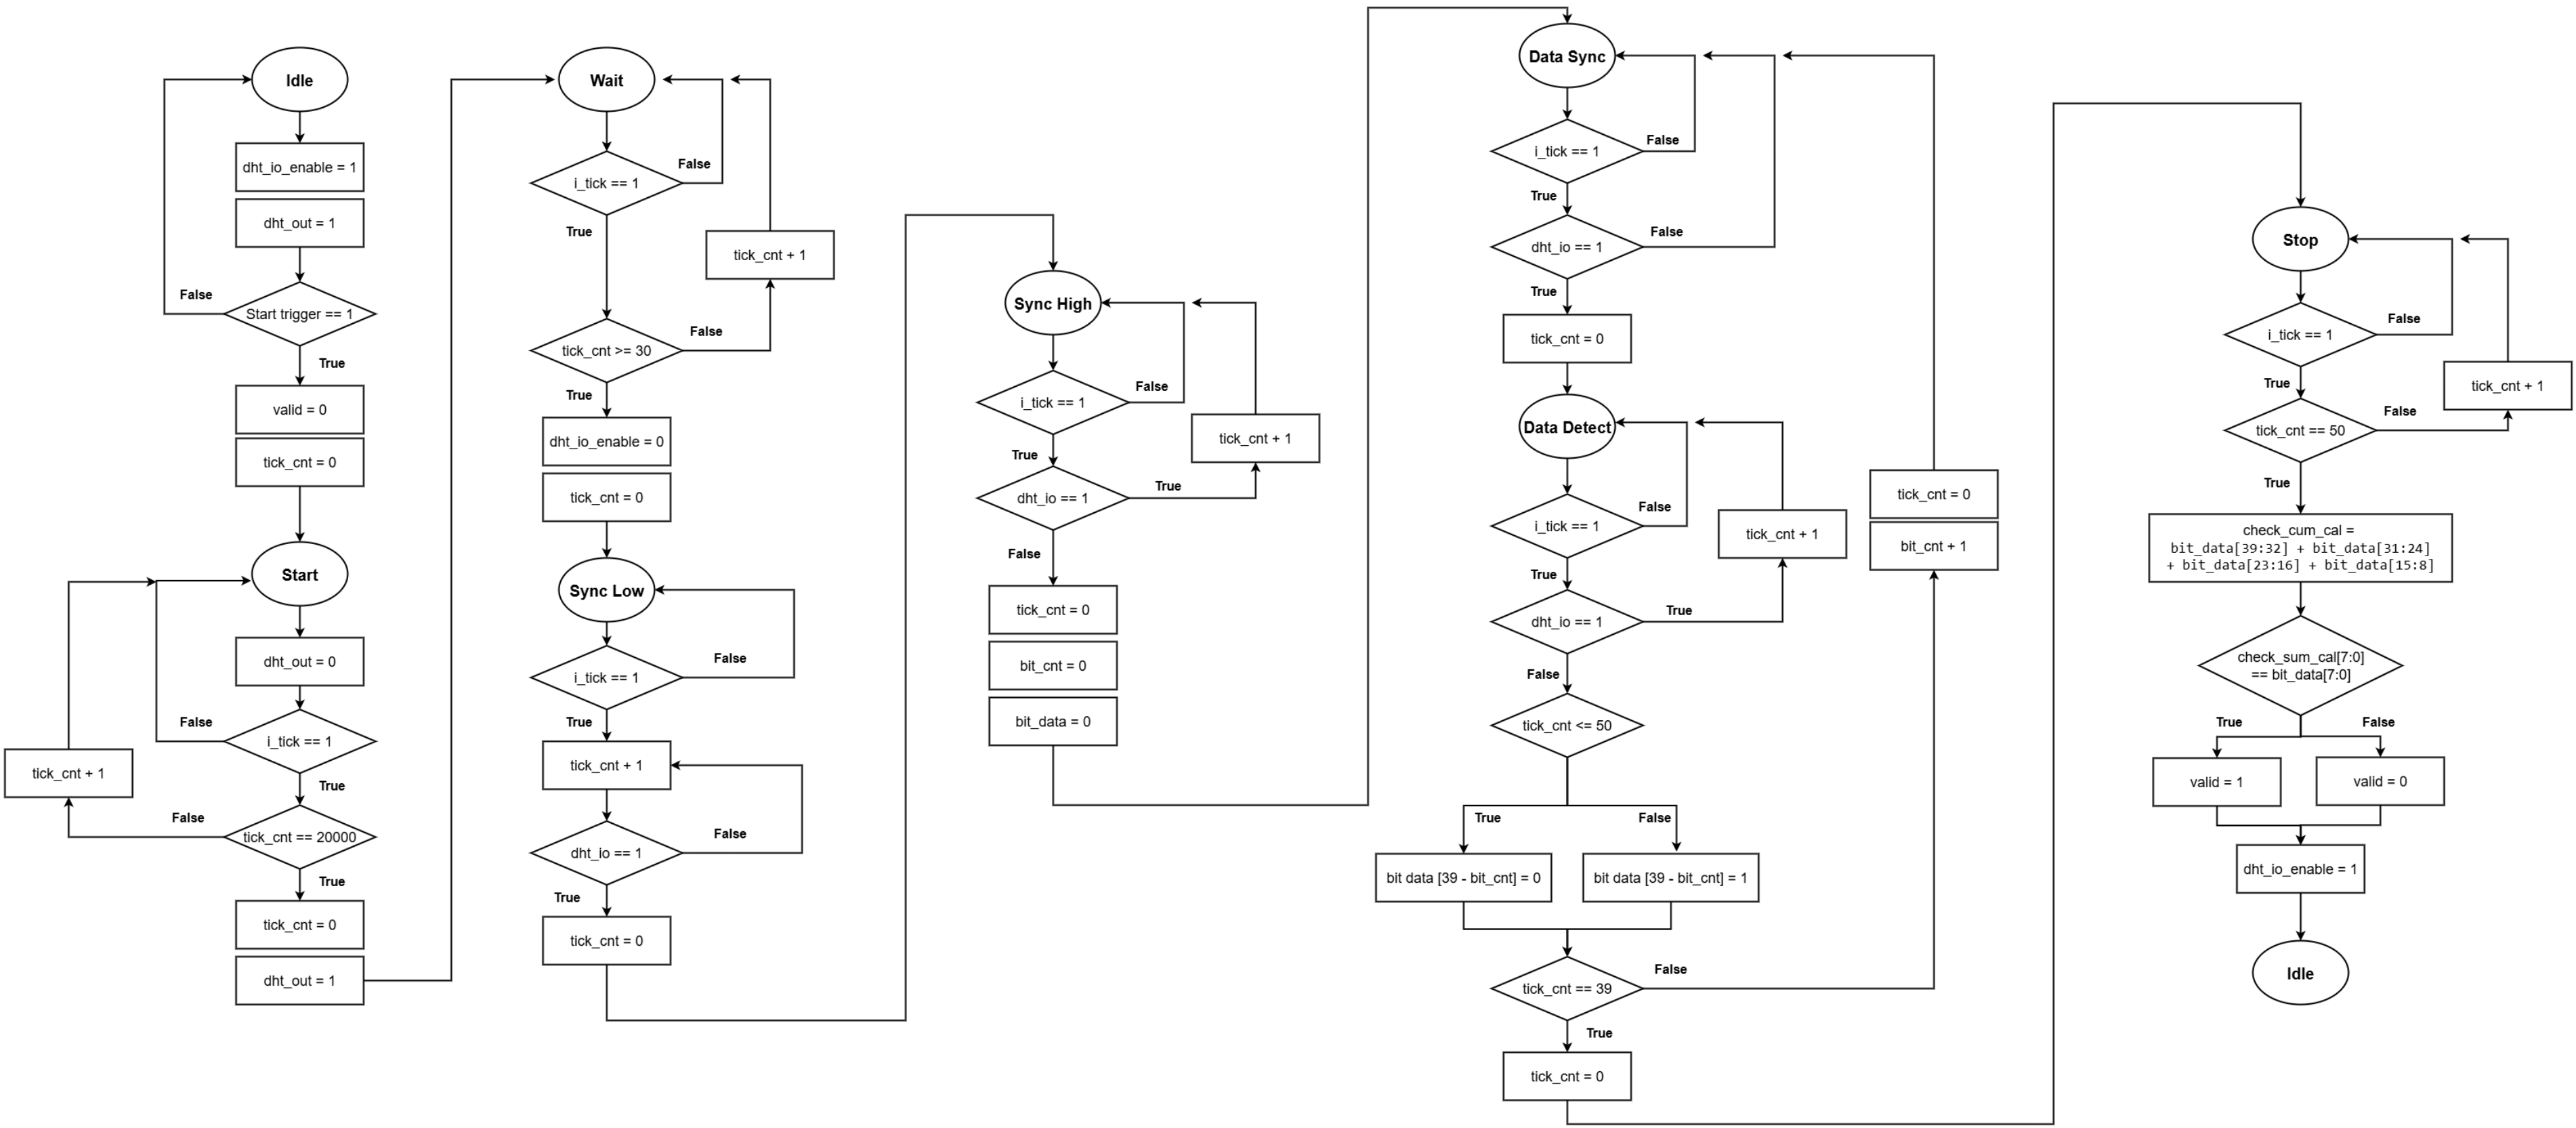 Idle
dht_io_enable = 1
dht_out = 1
False
Start trigger == 1
True
valid = 0
tick_cnt = 0
Start
dht_out = 0
False
i_tick == 1
tick_cnt + 1
True
False
tick_cnt == 20000
True
tick_cnt = 0
dht_out = 1
Wait
False
i_tick == 1
True
tick_cnt + 1
False
tick_cnt >= 30
True
dht_io_enable = 0
tick_cnt = 0
Sync Low
False
i_tick == 1
True
tick_cnt + 1
False
dht_io == 1
True
tick_cnt = 0
Sync High
False
i_tick == 1
tick_cnt + 1
True
True
dht_io == 1
False
tick_cnt = 0
bit_cnt = 0
bit_data = 0
Data Sync
False
i_tick == 1
True
False
dht_io == 1
True
tick_cnt = 0
Data Detect
False
i_tick == 1
tick_cnt + 1
True
True
dht_io == 1
False
tick_cnt <= 50
True
False
bit data [39 - bit_cnt] = 0
bit data [39 - bit_cnt] = 1
False
tick_cnt == 39
True
tick_cnt = 0
tick_cnt = 0
bit_cnt + 1
Stop
False
i_tick == 1
tick_cnt + 1
True
False
tick_cnt == 50
True
check_cum_cal =
bit_data[39:32] + bit_data[31:24]
+ bit_data[23:16] + bit_data[15:8]
check_sum_cal[7:0]
== bit_data[7:0]
True
False
valid = 1
valid = 0
dht_io_enable = 1
Idle